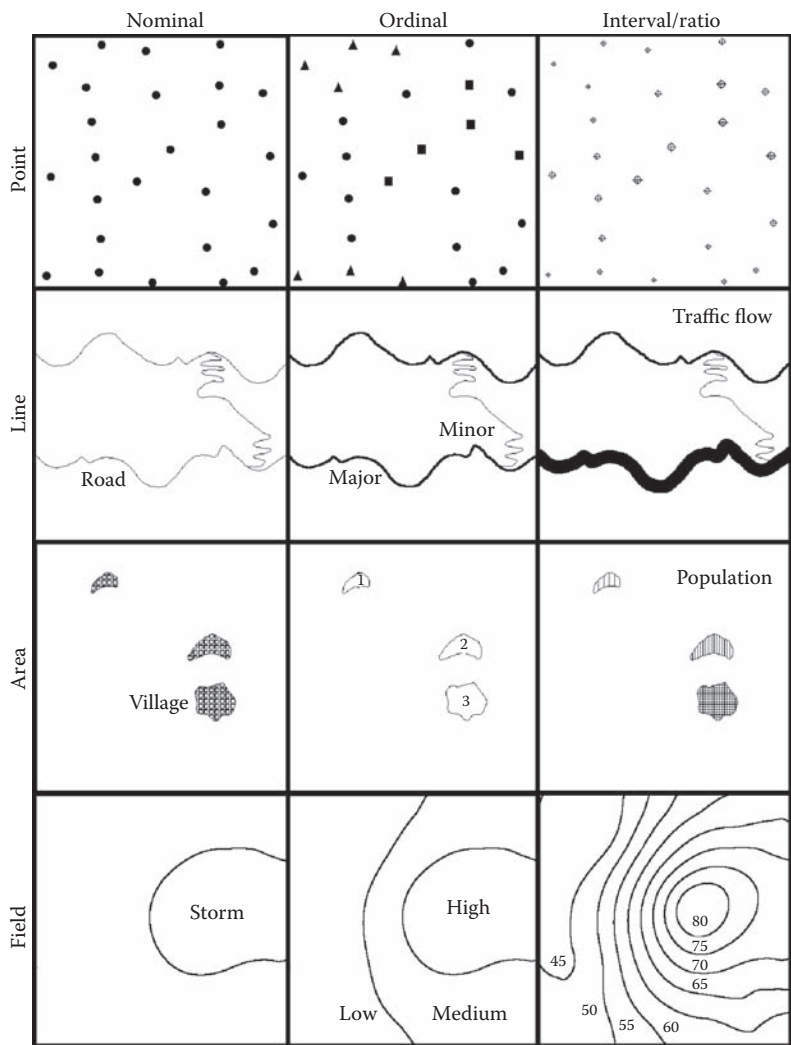 Nominal
Ordinal
Interval/ratio
Point
Line
Road
Major
Minor
Traffic flow
Area
Village
1
2
3
Population
Field
Storm
Low
Medium
High
45
50
55
60
65
70
75
80